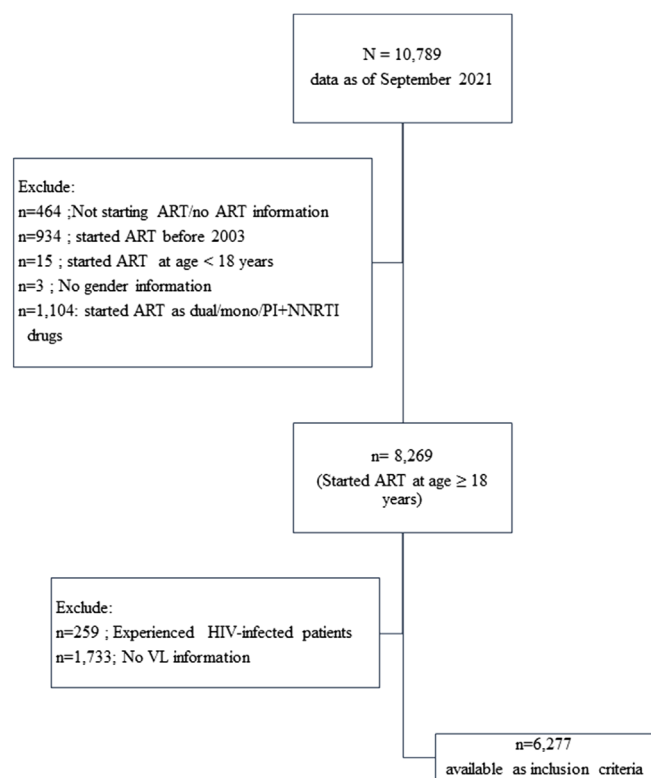 N = 10,789
data as of September 2021
Exclude:
n=464 ;Not starting ART/no ART information
n=934 ; started ART before 2003
n=15 ; started ART at age < 18 years
n=3 ; No gender information
n=1,104: started ART as dual/mono/PI+NNRTI
drugs
n= 8,269
(Started ART at age ≥ 18
years)
Exclude:
n=259 ; Experienced HIV-infected patients
n=1,733; No VL information
n=6,277
available as inclusion criteria